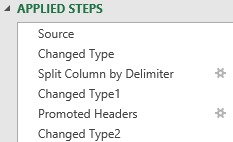 APPLIED STEPS
Source
Changed Type
Split Column by Delimiter
Changed Type1
Promoted Headers
Changed Type2